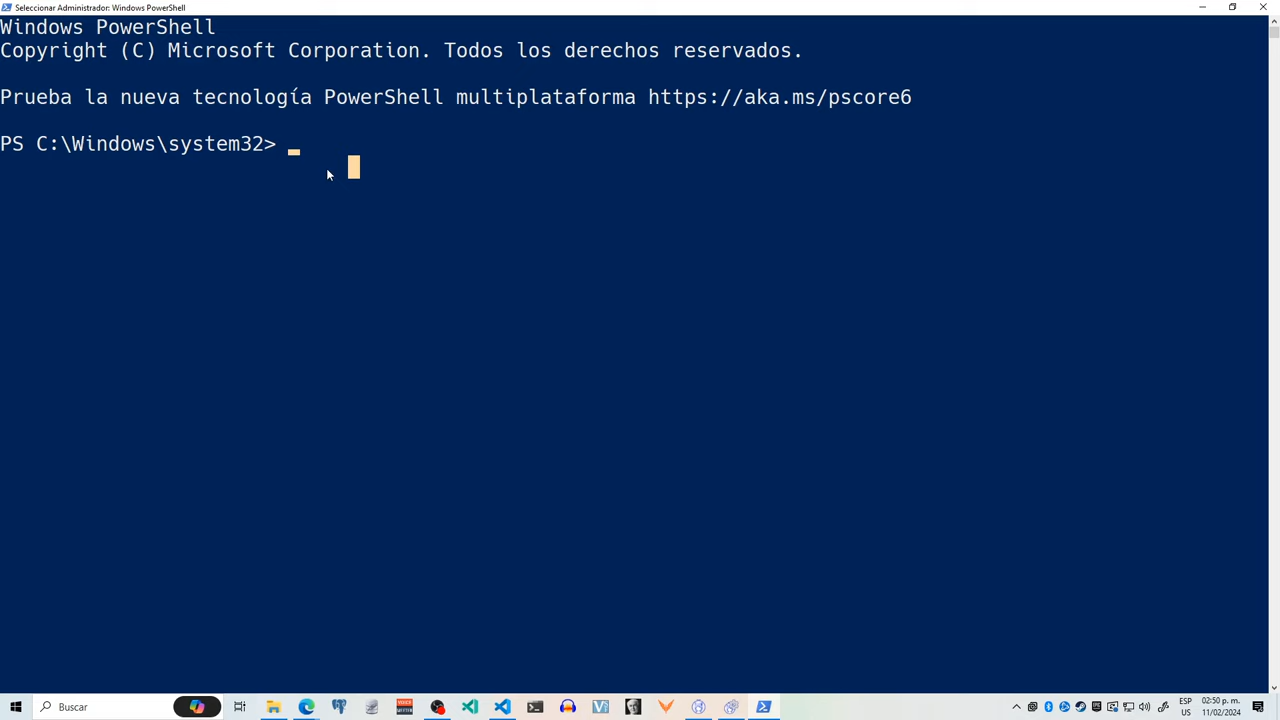 Seleccionar Administrador: Windows PowerShell
Windows PowerShell
Copyright (C) Microsoft Corporation. Todos los derechos reservados.
Prueba la nueva tecnología PowerShell multiplataforma https://aka.ms/pscore6
PS C:\Windows\system32>
Buscar
ESP
US
02:50 p. m.
11/02/2024